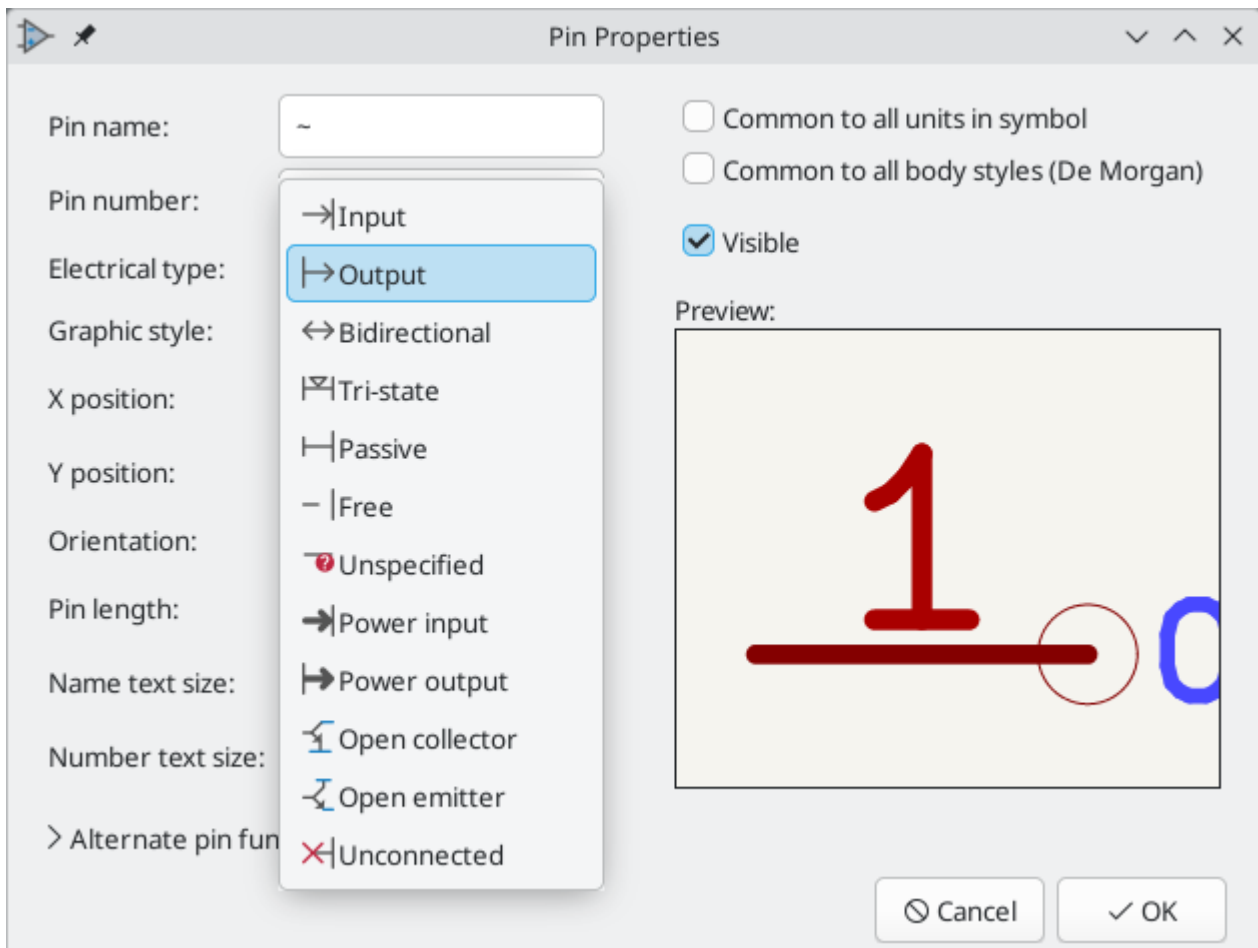 Pin Properties
Pin name:
~
Pin number:
Electrical type:
Graphic style:
X position:
Y position:
Orientation:
Pin length:
Name text size:
Number text size:
Alternate pin fun
Input
Output
Bidirectional
Tri-state
Passive
Free
Unspecified
Power input
Power output
Open collector
Open emitter
Unconnected
Common to all units in symbol
Common to all body styles (De Morgan)
Visible
Preview:
1
Cancel
OK